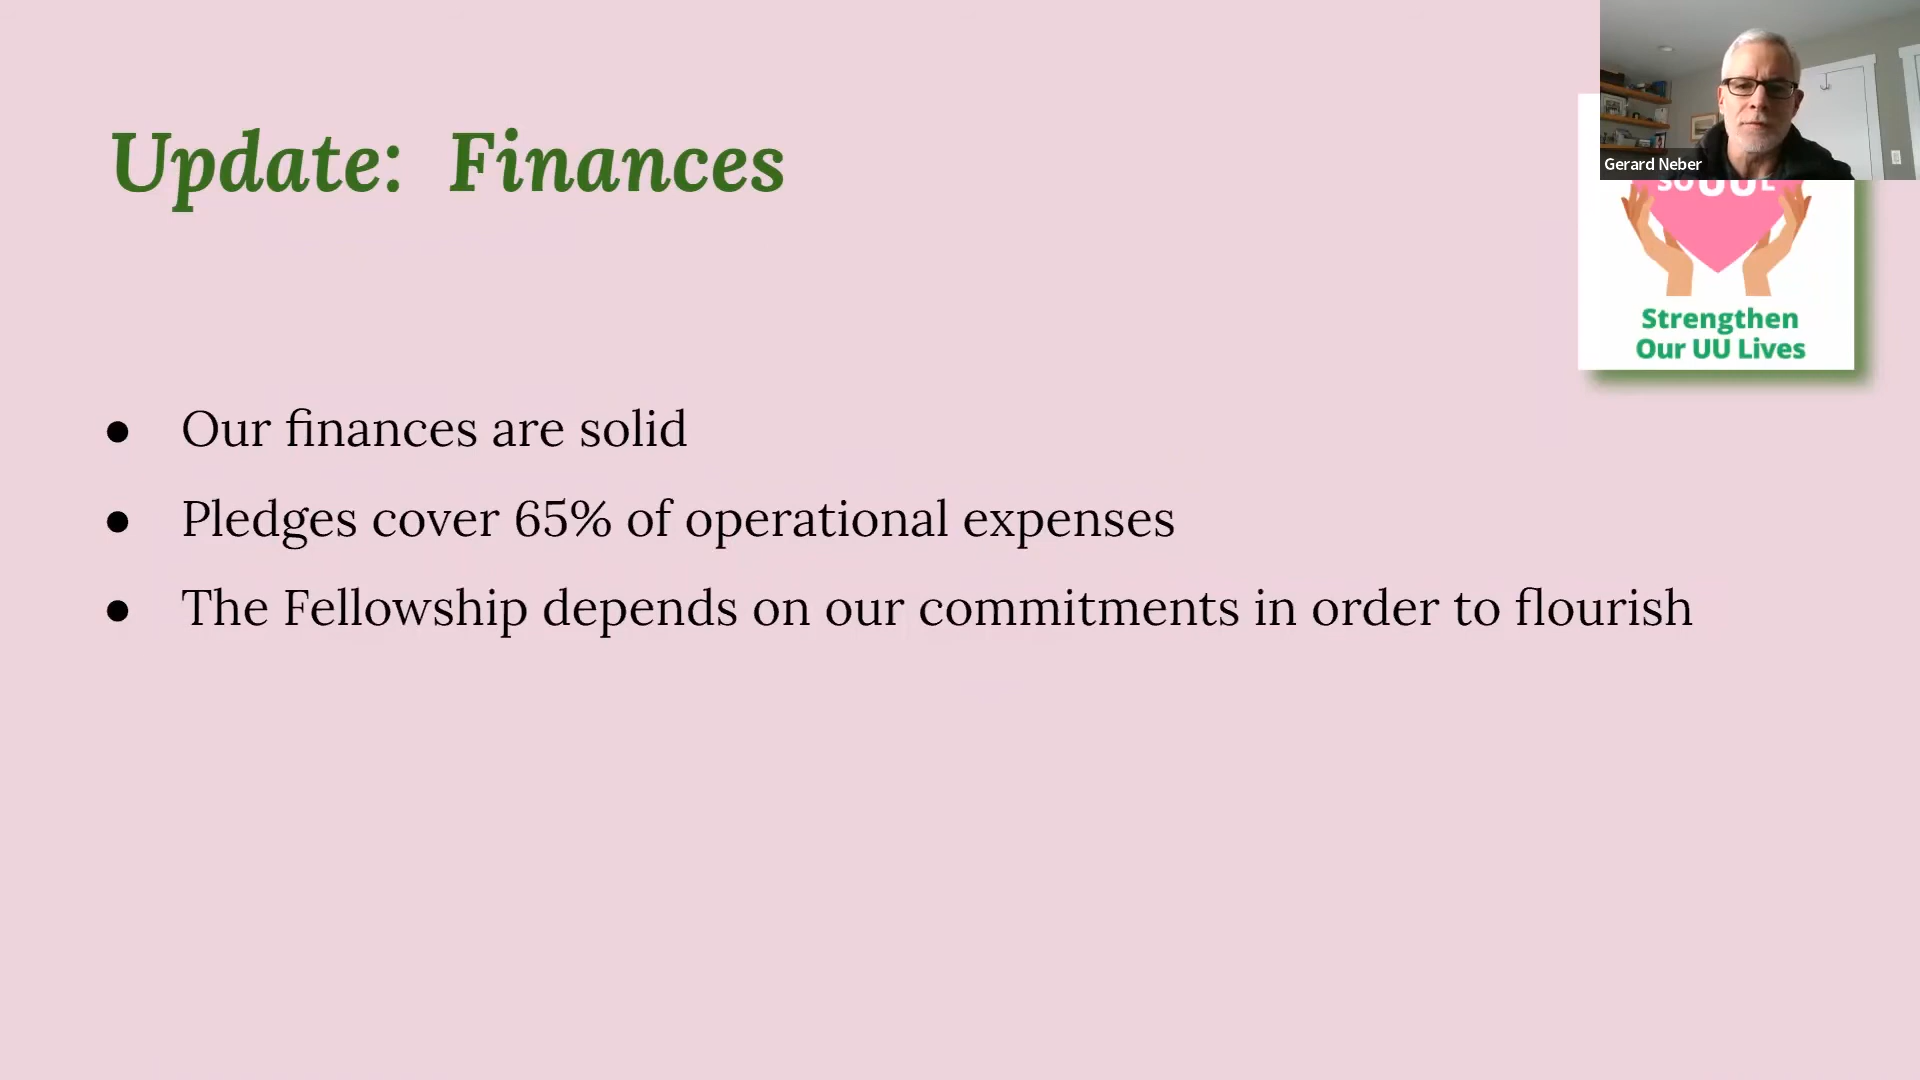 Update: Finances
Gerard Neber
Strengthen
Our UU Lives
● Our finances are solid
● Pledges cover 65% of operational expenses
● The Fellowship depends on our commitments in order to flourish